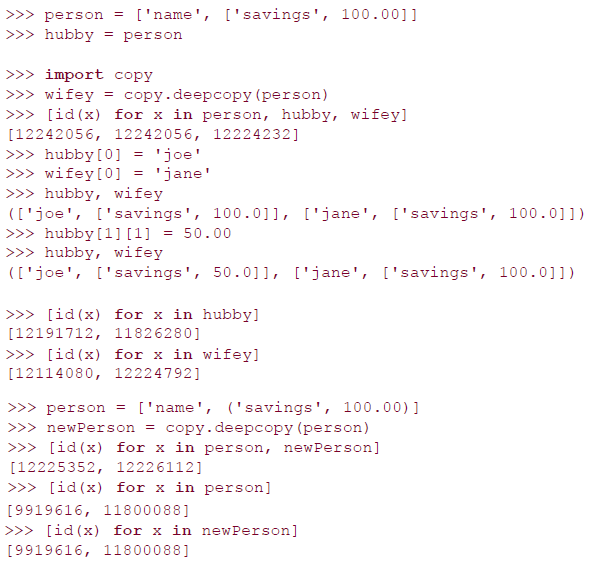 >>> person = ['name', ['savings', 100.00]]
>>> hubby = person
>>> import copy
>>> wifey = copy.deepcopy(person)
>>> [id(x) for x in person, hubby, wifey]
[12242056, 12242056, 12224232]
>>> hubby[0] = 'joe'
>>> wifey[0] = 'jane'
>>> hubby, wifey
(['joe', ['savings', 100.0]], ['jane', ['savings', 100.0]])
>>> hubby[1][1] = 50.00
>>> hubby, wifey
(['joe', ['savings', 50.0]], ['jane', ['savings', 100.0]])
>>> [id(x) for x in hubby]
[12191712, 11826280]
>>> [id(x) for x in wifey]
[12114080, 12224792]
>>> person = ['name', ('savings', 100.00)]
>>> newPerson = copy.deepcopy(person)
>>> [id(x) for x in person, newPerson]
[12225352, 12226112]
>>> [id(x) for x in person]
[9919616, 11800088]
>>> [id(x) for x in newPerson]
[9919616, 11800088]